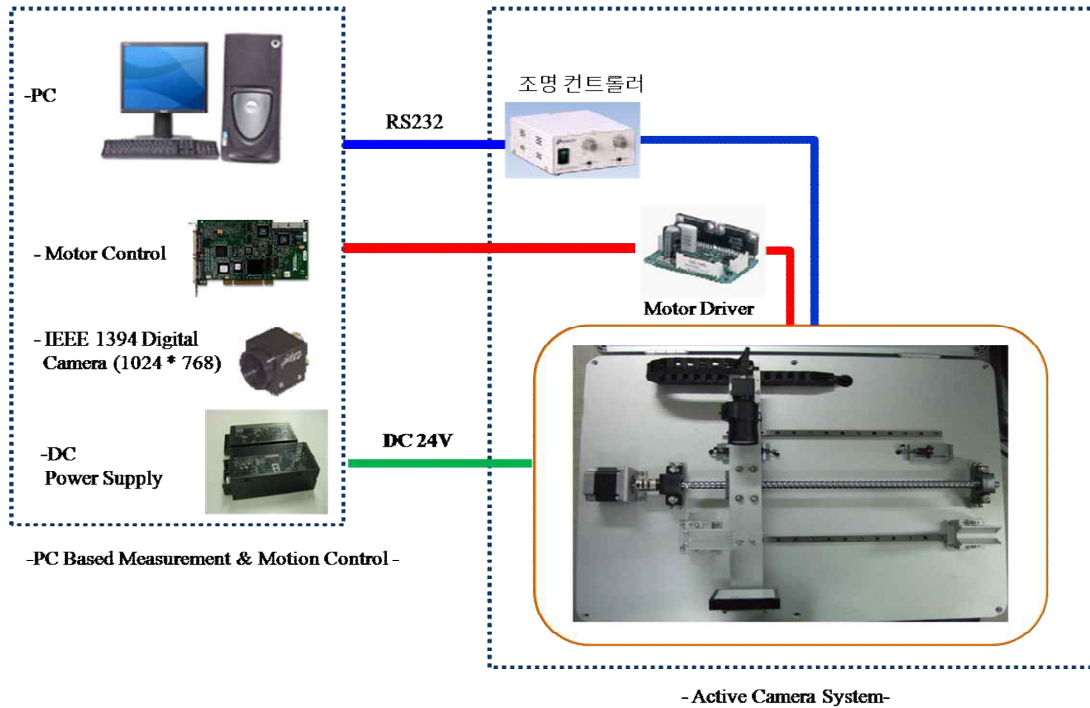 -PC
RS232
조명 컨트롤러
- Motor Control
Motor Driver
- IEEE 1394 Digital
Camera (1024 * 768)
-DC
Power Supply
DC 24V
-PC Based Measurement & Motion Control -
- Active Camera System-